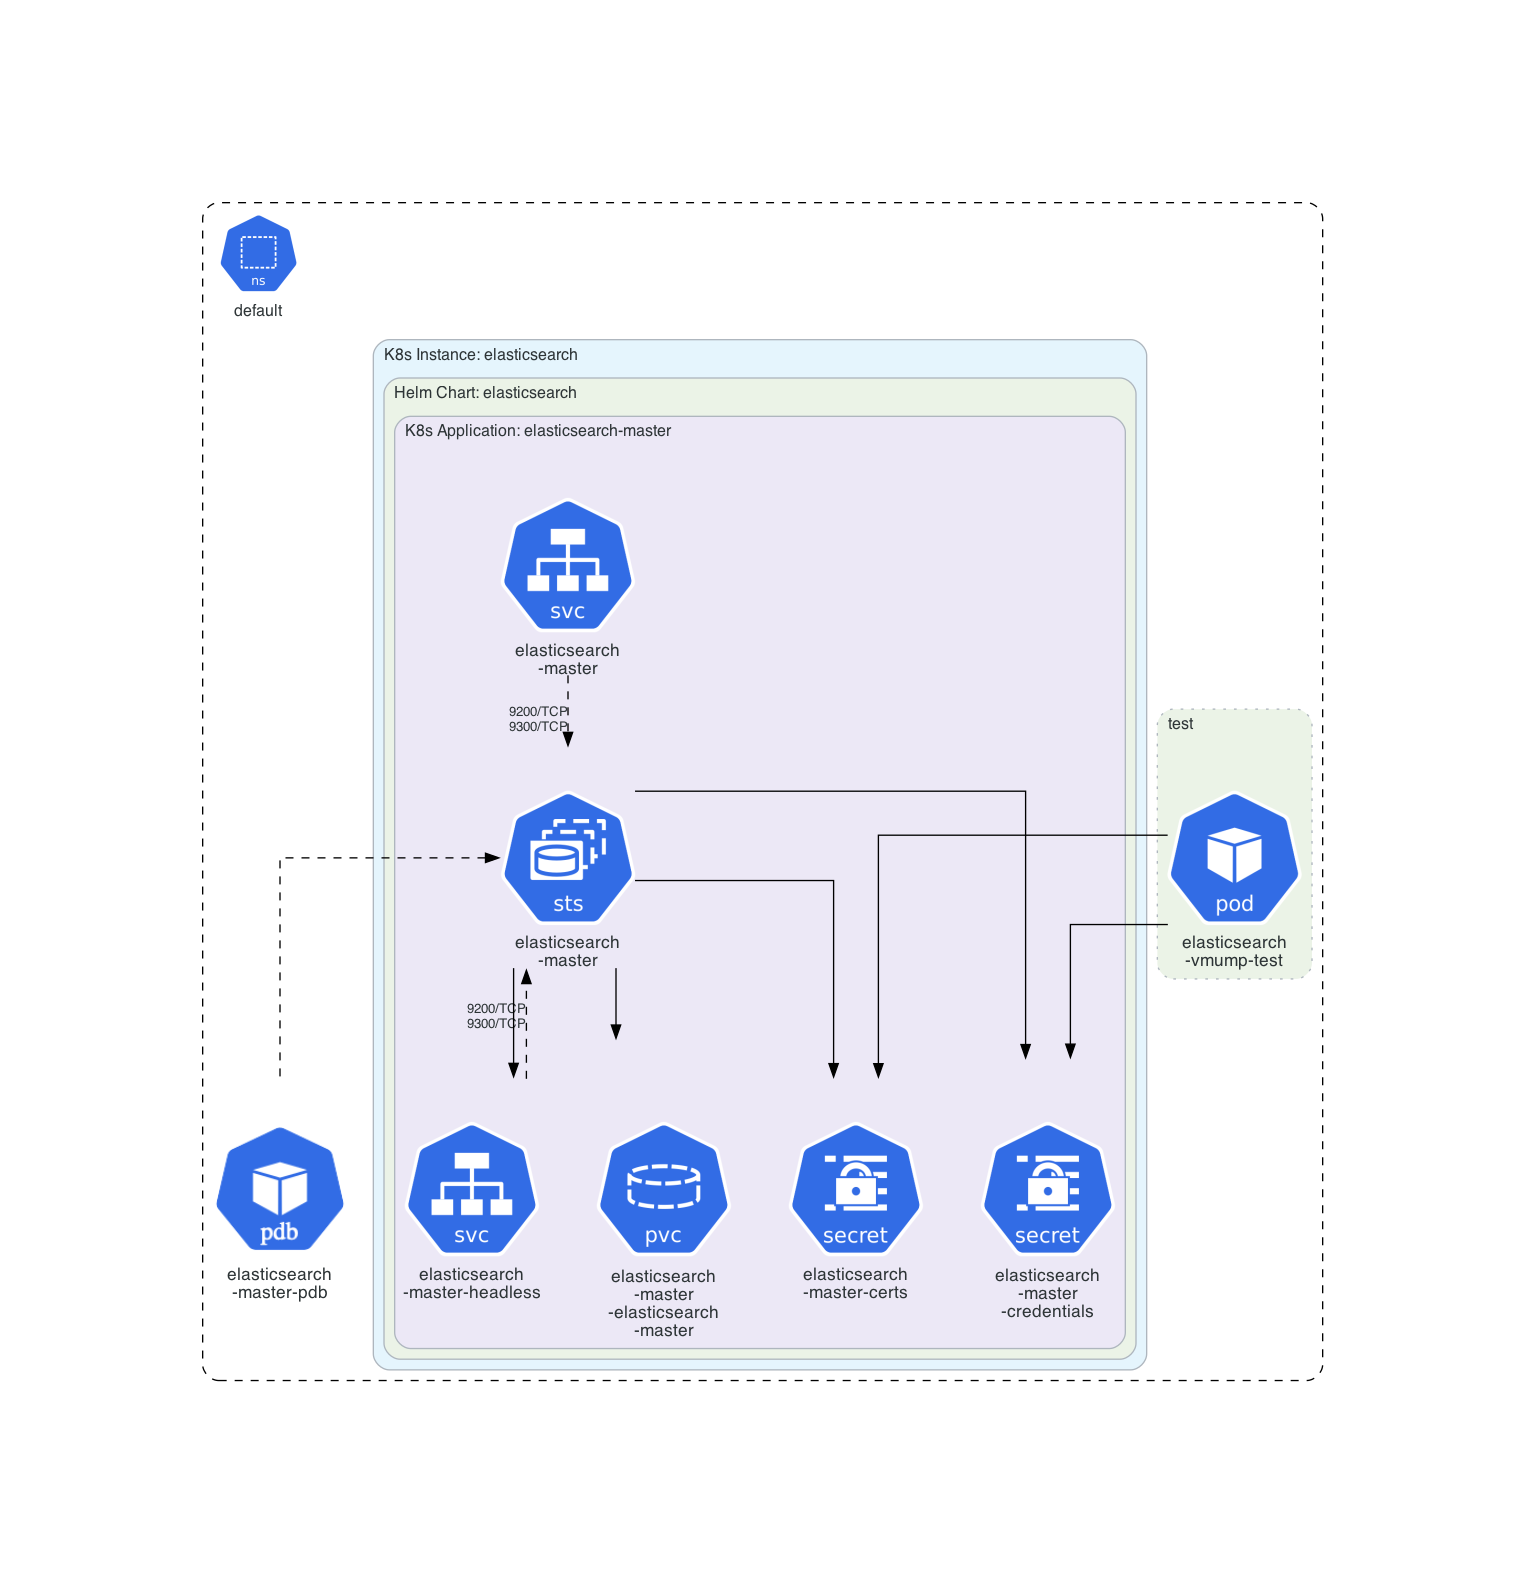 ns
default
K8s Instance: elasticsearch
Helm Chart: elasticsearch
K8s Application: elasticsearch-master
svc
elasticsearch
-master
9200/TCP
9300/TCP
test
sts
elasticsearch
-master
pod
elasticsearch
-vmump-test
9200/TCP
9300/TCP
pdb
elasticsearch
-master-pdb
svc
elasticsearch
-master-headless
pvc
elasticsearch
-master
-elasticsearch
-master
secret
elasticsearch
-master-certs
secret
elasticsearch
-master
-credentials